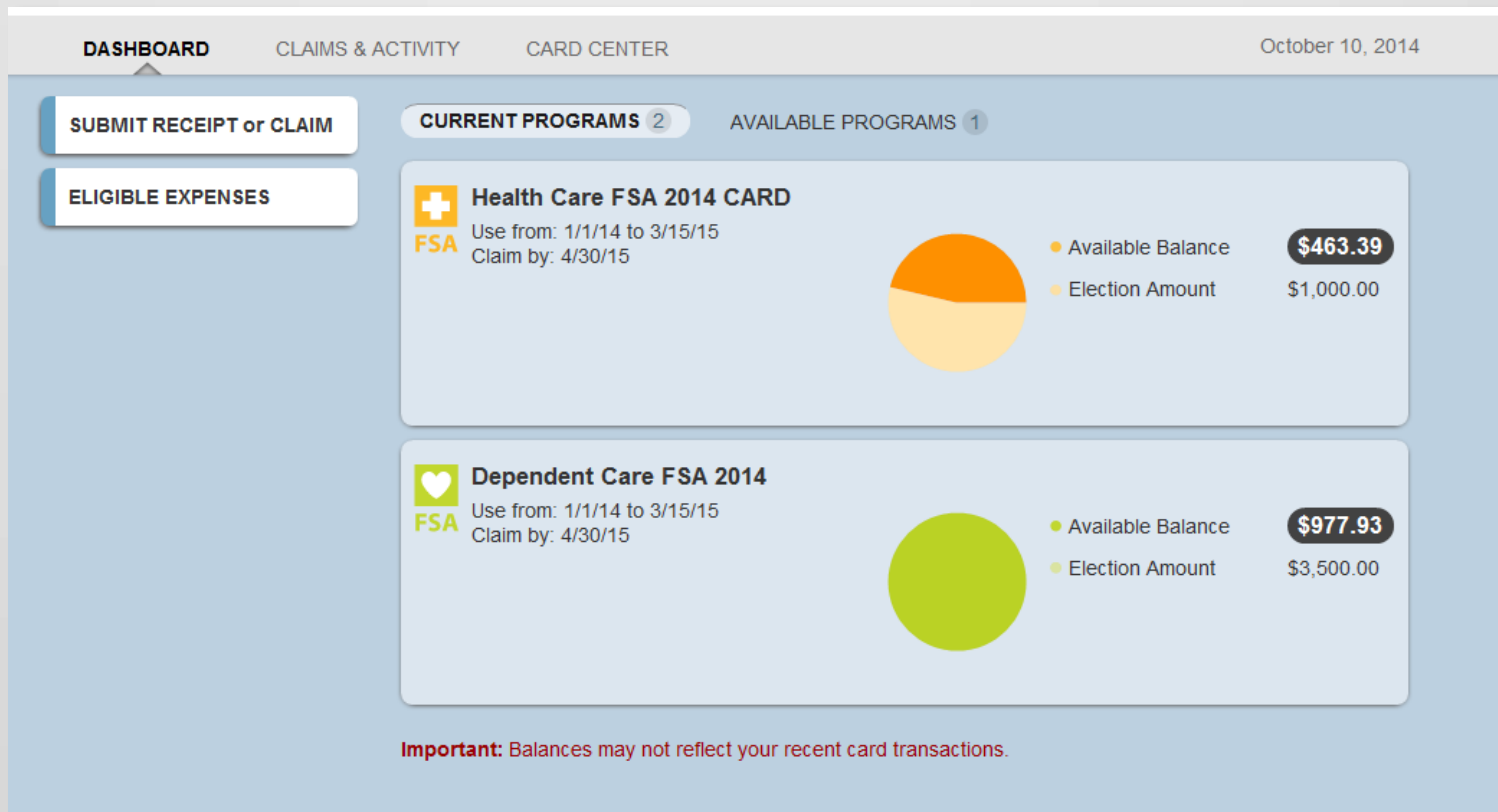 DASHBOARD CLAIMS & ACTIVITY CARD CENTER October 10, 2014
SUBMIT RECEIPT or CLAIM
ELIGIBLE EXPENSES
CURRENT PROGRAMS 2 AVAILABLE PROGRAMS 1
FSA
Health Care FSA 2014 CARD
Use from: 1/1/14 to 3/15/15
Claim by: 4/30/15
Available Balance $463.39
Election Amount $1,000.00
FSA
Dependent Care FSA 2014
Use from: 1/1/14 to 3/15/15
Claim by: 4/30/15
Available Balance $977.93
Election Amount $3,500.00
Important: Balances may not reflect your recent card transactions.